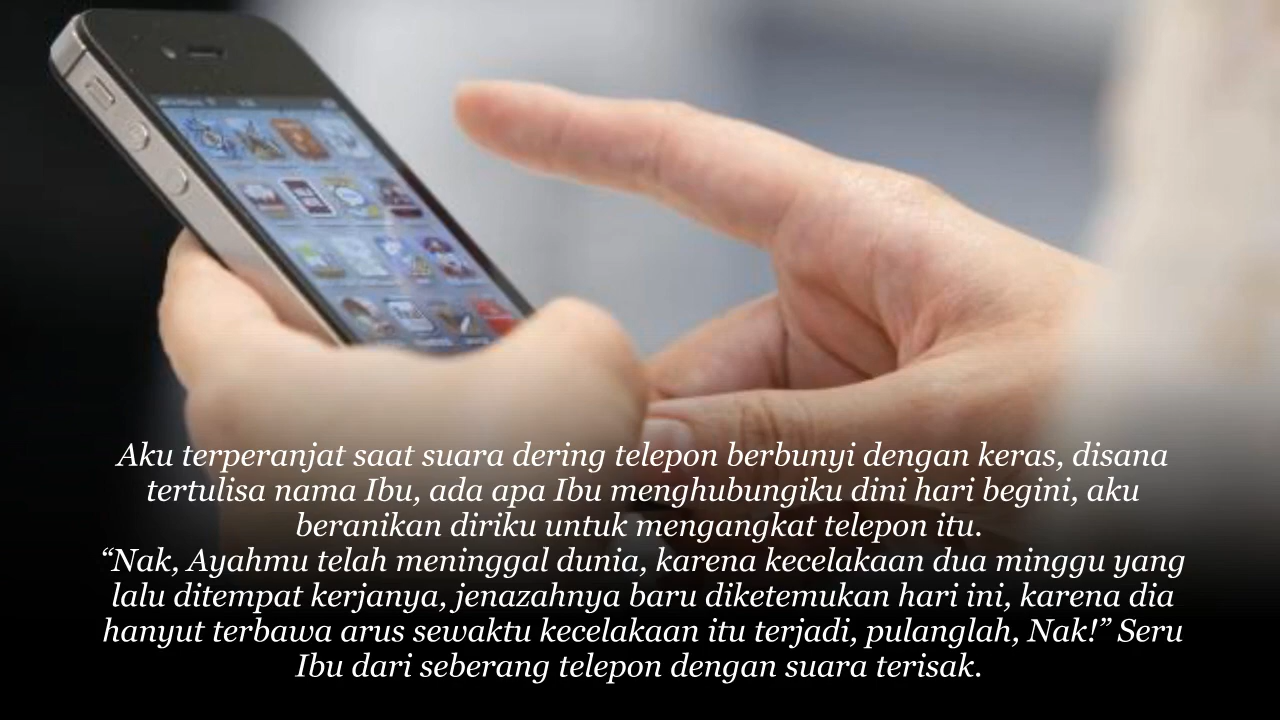 Aku terperanjat saat suara dering telepon berbunyi dengan keras, disana
tertulisa nama Ibu, ada apa Ibu menghubungiku dini hari begini, aku
beranikan diriku untuk mengangkat telepon itu.
“Nak, Ayahmu telah meninggal dunia, karena kecelakaan dua minggu yang
lalu ditempat kerjanya, jenazahnya baru diketemukan hari ini, karena dia
hanyut terbawa arus sewaktu kecelakaan itu terjadi, pulanglah, Nak!” Seru
Ibu dari seberang telepon dengan suara terisak.